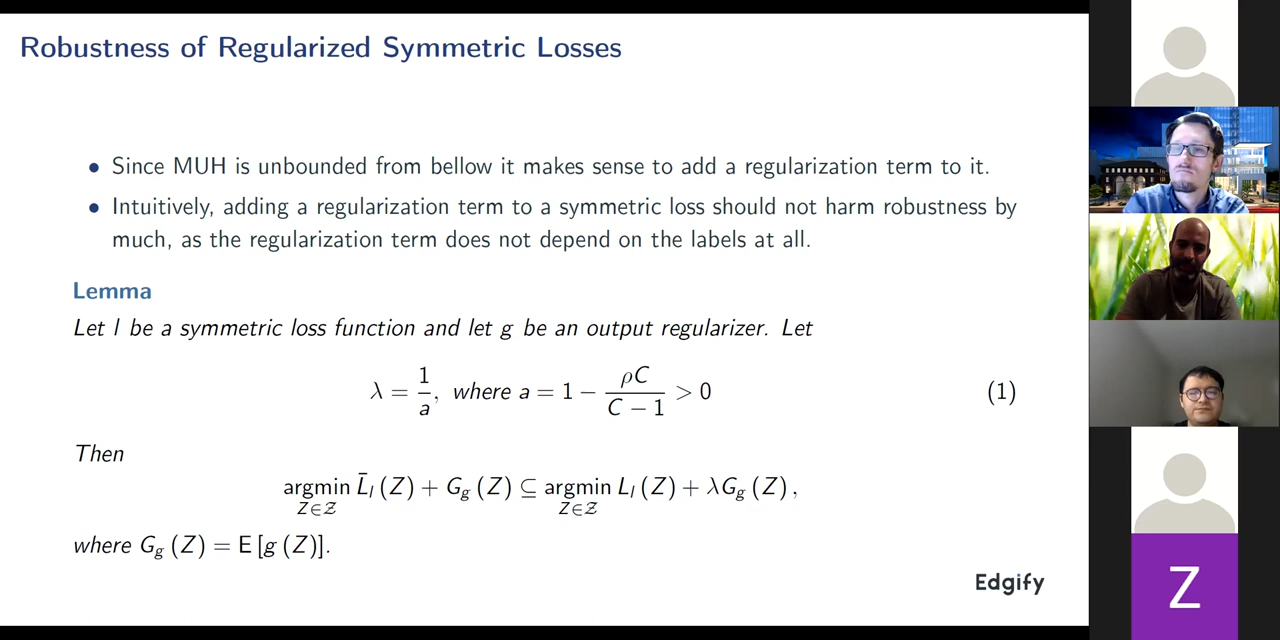 Robustness of Regularized Symmetric Losses
• Since MUH is unbounded from bellow it makes sense to add a regularization term to it.
• Intuitively, adding a regularization term to a symmetric loss should not harm robustness by
much, as the regularization term does not depend on the labels at all.
Lemma
Let l be a symmetric loss function and let g be an output regularizer. Let
λ = 1/a, where a = 1 − ρC/(C − 1) > 0 (1)
Then
argmin_{Z∈𝒵} L̄_l (Z) + G_g (Z) ⊆ argmin_{Z∈𝒵} L_l (Z) + λG_g (Z),
where G_g (Z) = E [g (Z)].
Edgify
Z